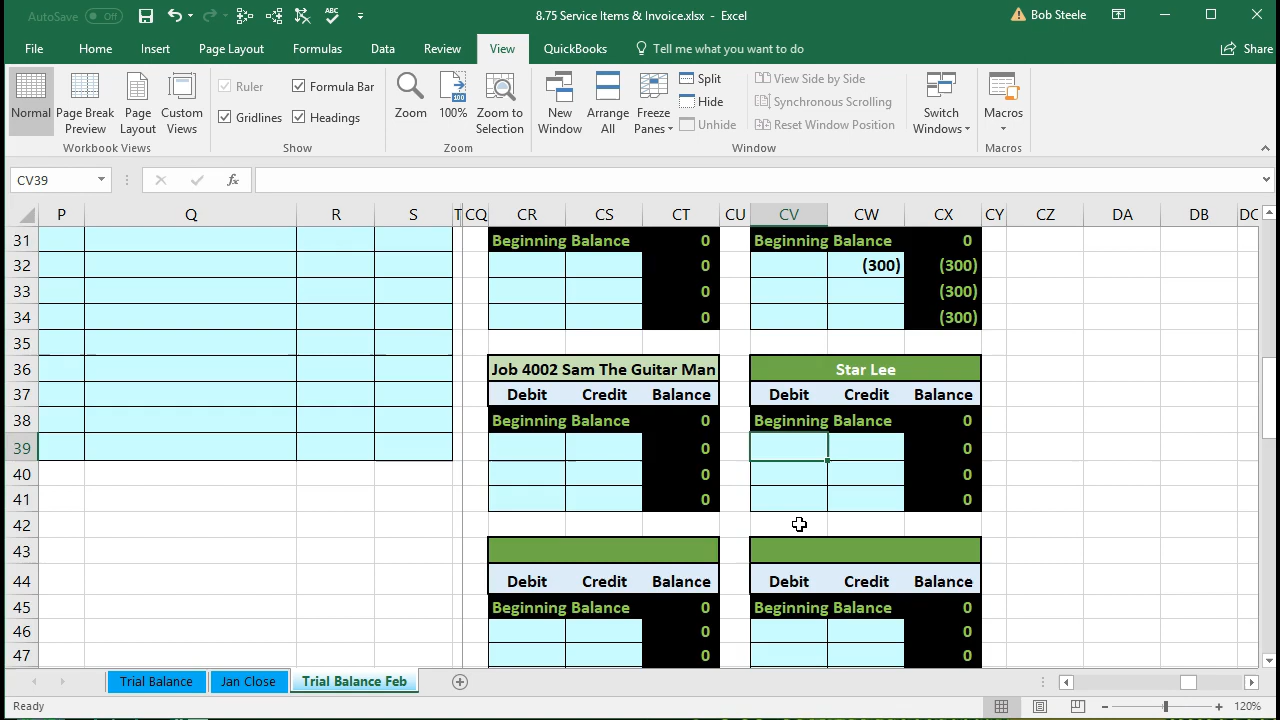 AutoSave Off 8.75 Service Items & Invoice.xlsx - Excel Bob Steele
File Home Insert Page Layout Formulas Data Review View QuickBooks Tell me what you want to do Share
Normal Page Break Preview Page Layout Custom Views
Ruler Formula Bar
Gridlines Headings
Zoom 100% Zoom to Selection
New Window Arrange All Freeze Panes
Split
Hide
Unhide
View Side by Side
Synchronous Scrolling
Reset Window Position
Switch Windows Macros
Workbook Views Show Zoom Window Macros
CV39 fx
P Q R S T CQ CR CS CT CU CV CW CX CY CZ DA DB DC
31 Beginning Balance 0 Beginning Balance 0
32 0 (300) (300)
33 0 (300)
34 0 (300)
35
36 Job 4002 Sam The Guitar Man Star Lee
37 Debit Credit Balance Debit Credit Balance
38 Beginning Balance 0 Beginning Balance 0
39 0 0
40 0 0
41 0 0
42
43
44 Debit Credit Balance Debit Credit Balance
45 Beginning Balance 0 Beginning Balance 0
46 0 0
47 0 0
Trial Balance Jan Close Trial Balance Feb
Ready 120%